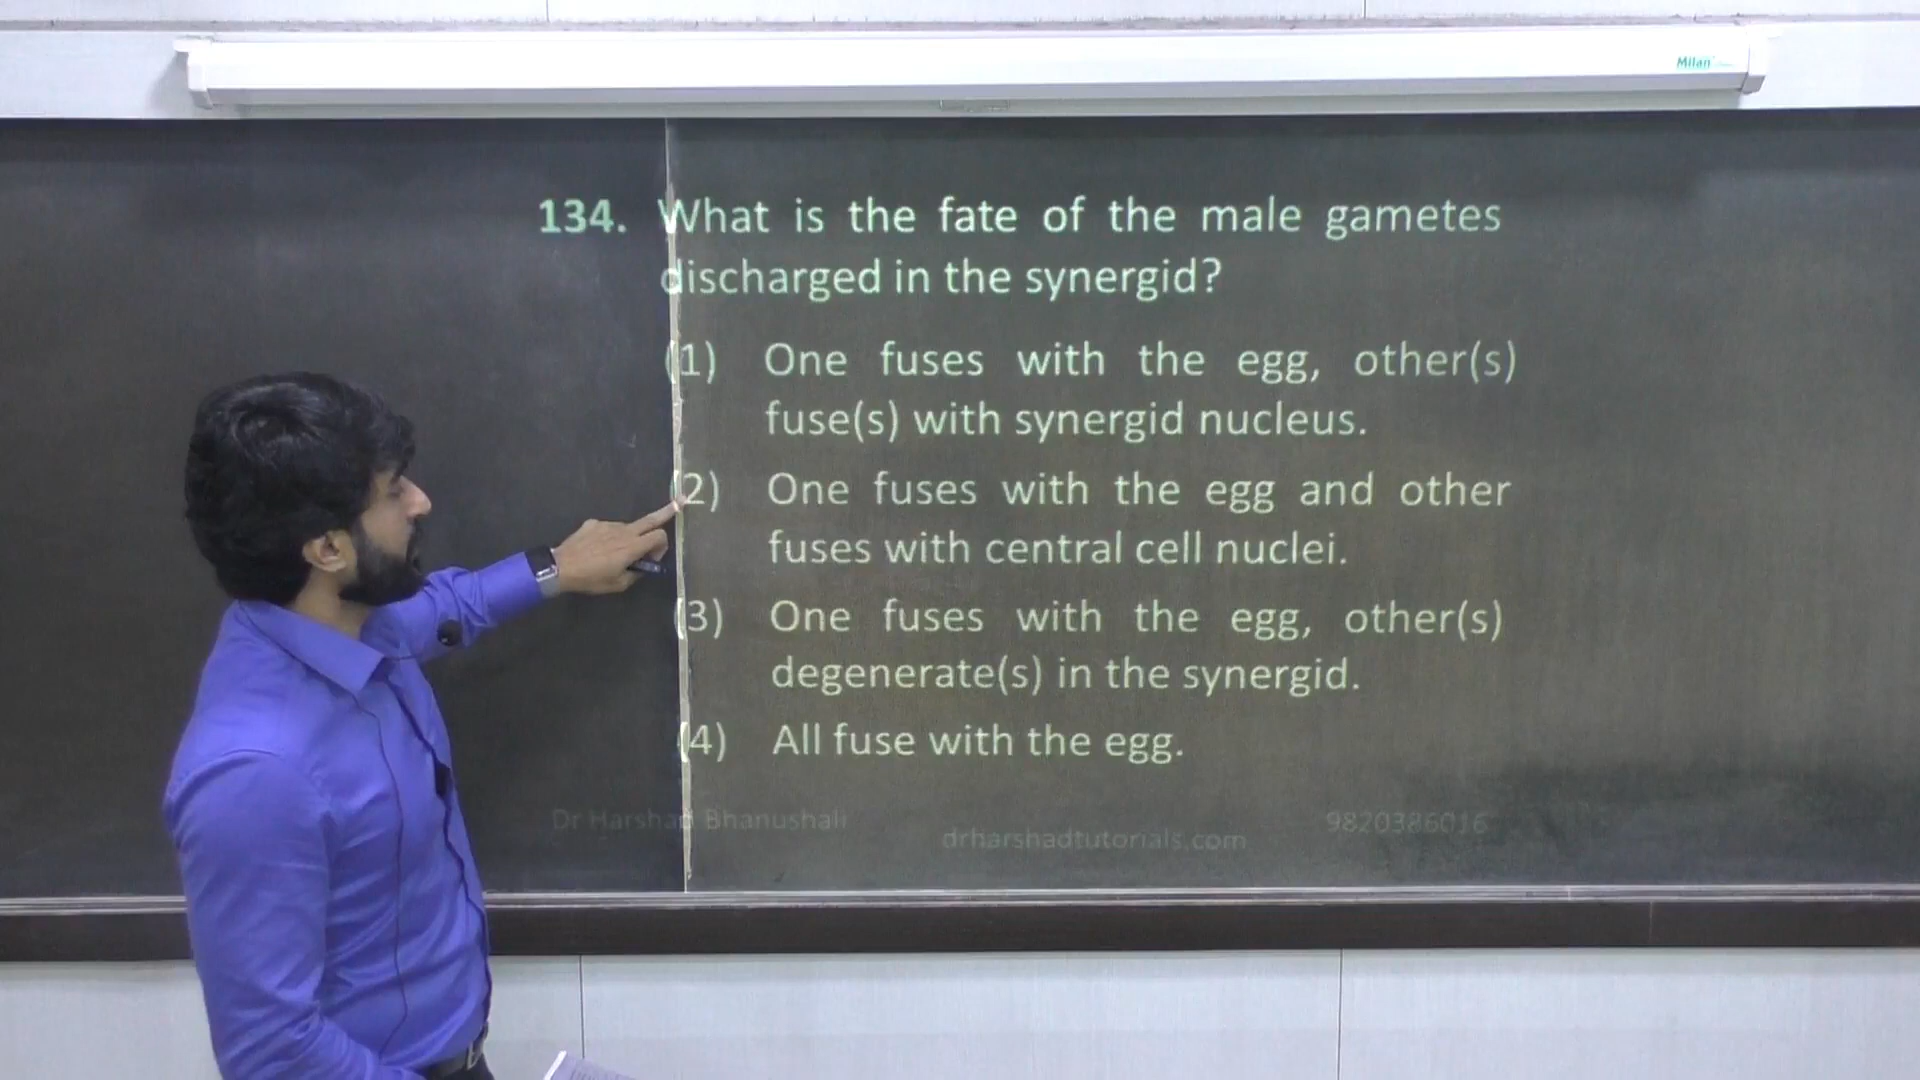 Milan
134. What is the fate of the male gametes
discharged in the synergid?
(1) One fuses with the egg, other(s)
fuse(s) with synergid nucleus.
(2) One fuses with the egg and other
fuses with central cell nuclei.
(3) One fuses with the egg, other(s)
degenerate(s) in the synergid.
(4) All fuse with the egg.
Dr Harshad Bhanushali
drharshadtutorials.com
9820386016